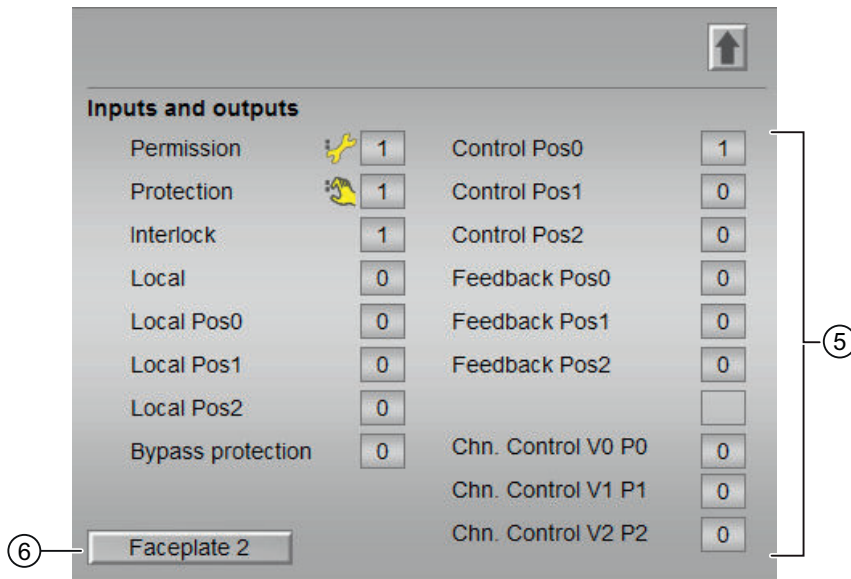 Inputs and outputs
Permission 1 Control Pos0 1
Protection 1 Control Pos1 0
Interlock 1 Control Pos2 0
Local 0 Feedback Pos0 0
Local Pos0 0 Feedback Pos1 0
Local Pos1 0 Feedback Pos2 0
Local Pos2 0
Bypass protection 0 Chn. Control V0 P0 0
Chn. Control V1 P1 0
Chn. Control V2 P2 0
Faceplate 2
5
6